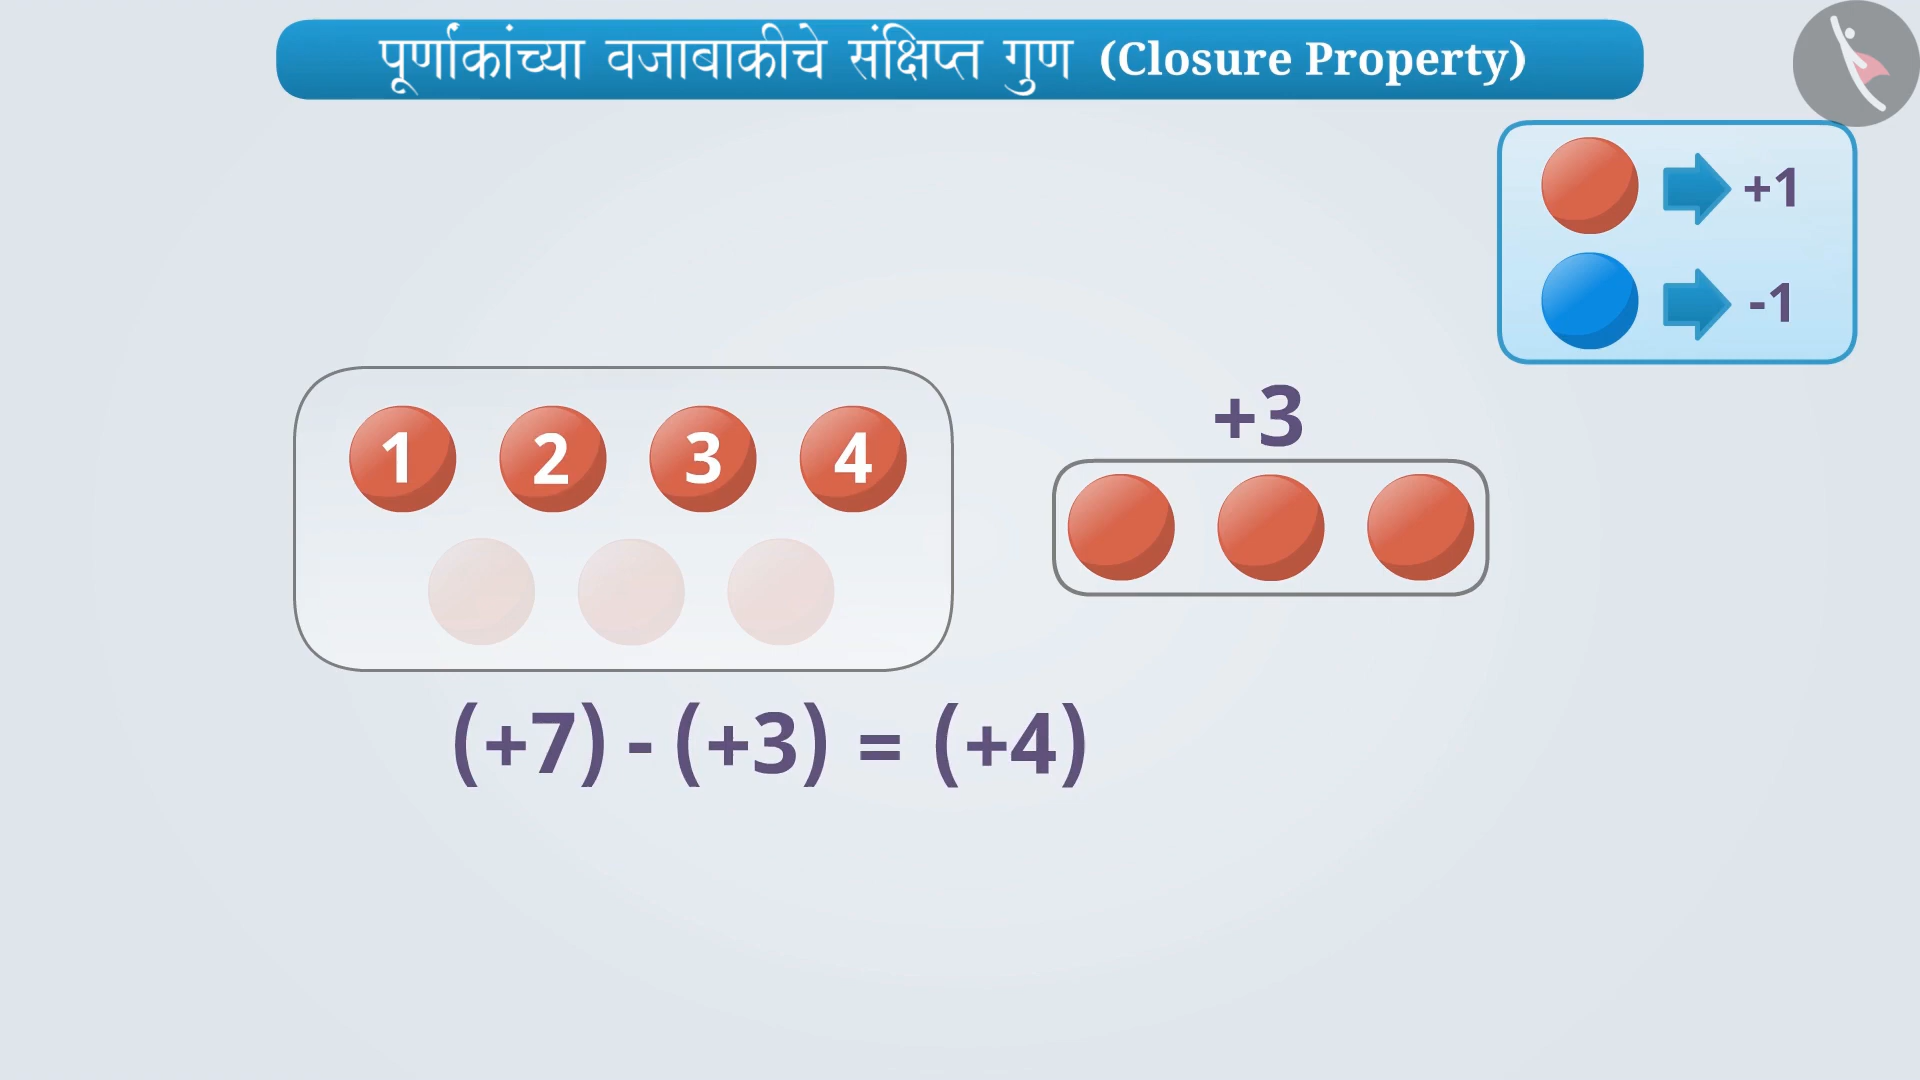 पूर्णांकांच्या वजाबाकीचे संक्षिप्त गुण (Closure Property)
+1
-1
+3
1 2 3 4
(+7) - (+3) = (+4)